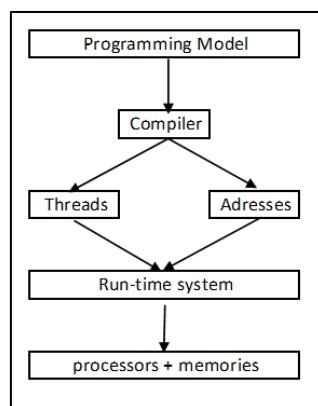 Programming Model
Compiler
Threads
Adresses
Run-time system
processors + memories